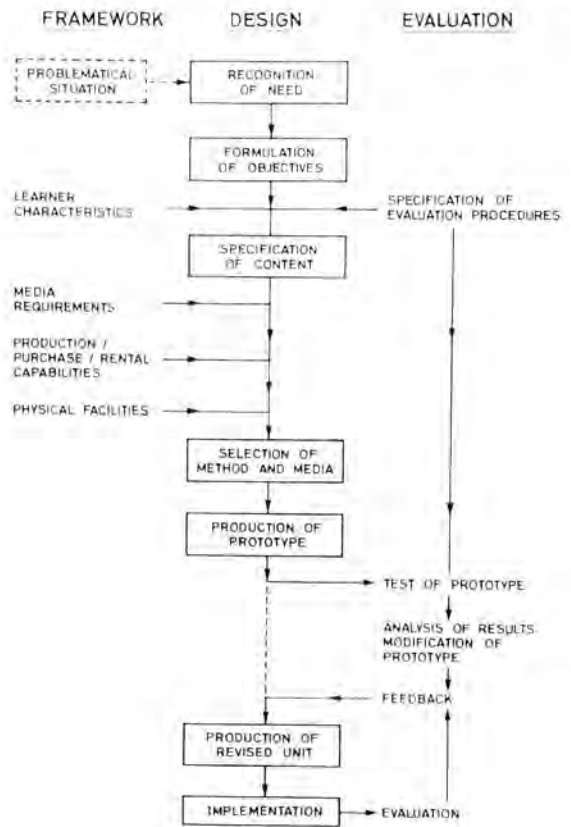 FRAMEWORK DESIGN EVALUATION
PROBLEMATICAL
SITUATION
RECOGNITION
OF NEED
FORMULATION
OF OBJECTIVES
LEARNER
CHARACTERISTICS
SPECIFICATION OF
EVALUATION PROCEDURES
SPECIFICATION
OF CONTENT
MEDIA
REQUIREMENTS
PRODUCTION /
PURCHASE / RENTAL
CAPABILITIES
PHYSICAL FACILITIES
SELECTION OF
METHOD AND MEDIA
PRODUCTION OF
PROTOTYPE
TEST OF PROTOTYPE
ANALYSIS OF RESULTS
MODIFICATION OF
PROTOTYPE
FEEDBACK
PRODUCTION OF
REVISED UNIT
IMPLEMENTATION
EVALUATION